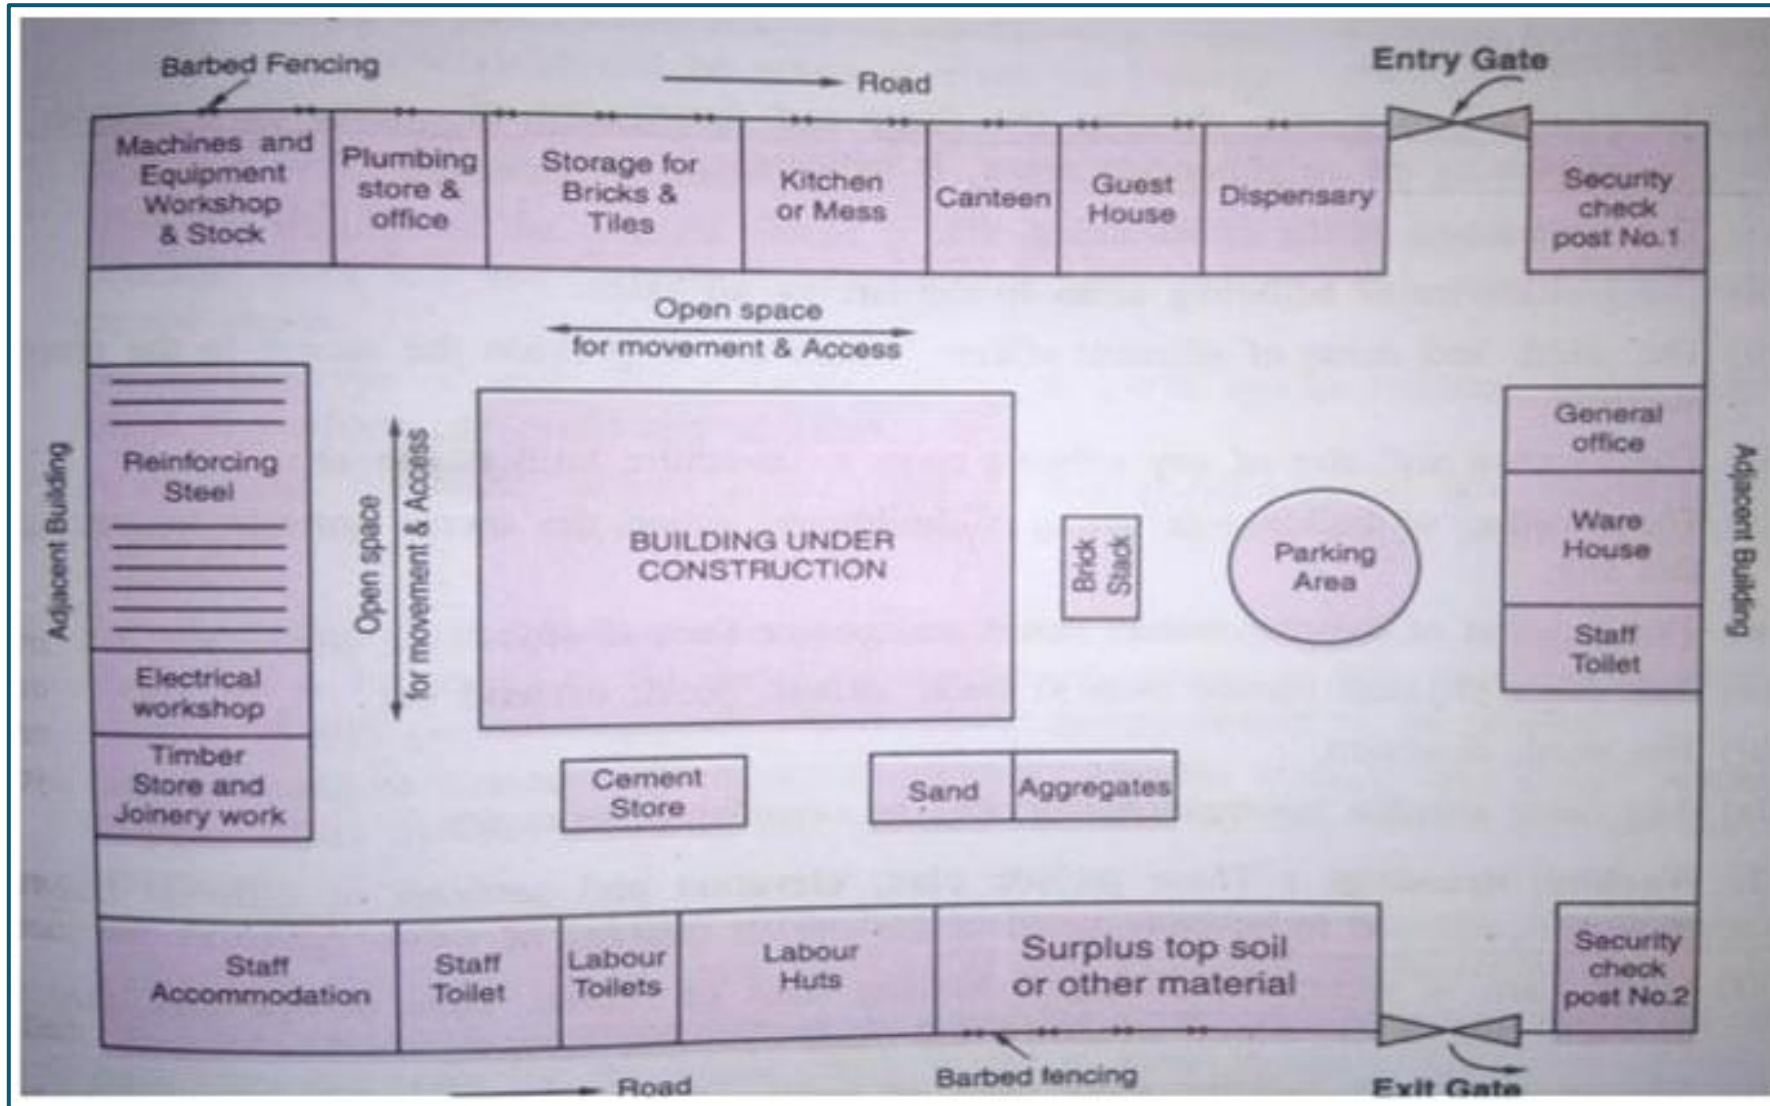 Barbed Fencing
Road
Entry Gate
Machines and
Equipment
Workshop
& Stock
Plumbing
store &
office
Storage for
Bricks &
Tiles
Kitchen
or Mess
Canteen
Guest
House
Dispensary
Security
check
post No.1
Open space
for movement & Access
Adjacent Building
Reinforcing
Steel
Open space
for movement & Access
BUILDING UNDER
CONSTRUCTION
Brick
Stack
Parking
Area
General
office
Ware
House
Staff
Toilet
Adjacent Building
Electrical
workshop
Timber
Store and
Joinery work
Cement
Store
Sand
Aggregates
Staff
Accommodation
Staff
Toilet
Labour
Toilets
Labour
Huts
Surplus top soil
or other material
Security
check
post No.2
Road
Barbed fencing
Exit Gate